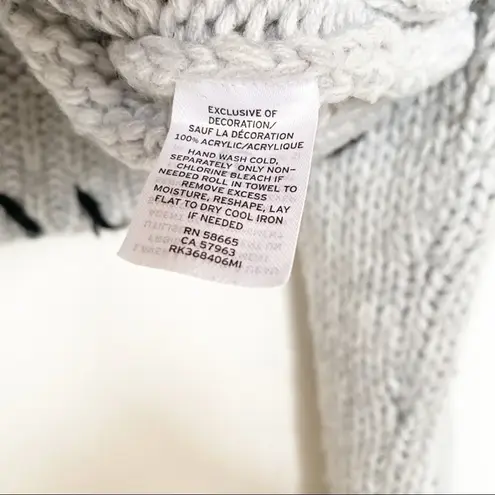 EXCLUSIVE OF
DECORATION/
SAUF LA DÉCORATION
100% ACRYLIC/ACRYLIQUE
HAND WASH COLD,
SEPARATELY ONLY NON-
CHLORINE BLEACH IF
NEEDED ROLL IN TOWEL TO
REMOVE EXCESS
MOISTURE, RESHAPE, LAY
FLAT TO DRY COOL IRON
IF NEEDED
RN 58665
CA 57963
RK368406MI